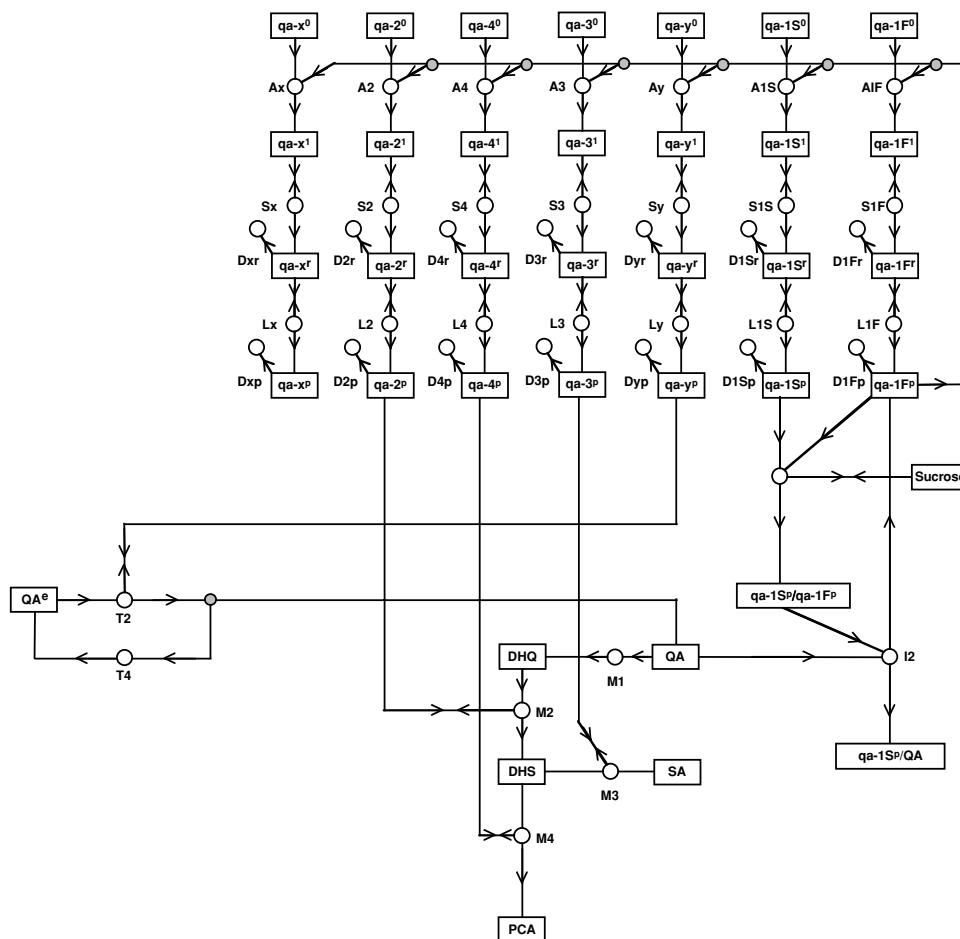 qa-x⁰ qa-2⁰ qa-4⁰ qa-3⁰ qa-y⁰ qa-1S⁰ qa-1F⁰
Ax A2 A4 A3 Ay A1S AIF
qa-x¹ qa-2¹ qa-4¹ qa-3¹ qa-y¹ qa-1S¹ qa-1F¹
Sx S2 S4 S3 Sy S1S S1F
Dxr D2r D4r D3r Dyr D1Sr D1Fr
qa-xʳ qa-2ʳ qa-4ʳ qa-3ʳ qa-yʳ qa-1Sʳ qa-1Fʳ
Lx L2 L4 L3 Ly L1S L1F
Dxp D2p D4p D3p Dyp D1Sp D1Fp
qa-xᵖ qa-2ᵖ qa-4ᵖ qa-3ᵖ qa-yᵖ qa-1Sᵖ qa-1Fᵖ
Sucrose
QAᵉ
T2
qa-1Sᵖ/qa-1Fᵖ
T4
DHQ
M1
QA
I2
M2
qa-1Sᵖ/QA
DHS
M3
SA
M4
PCA